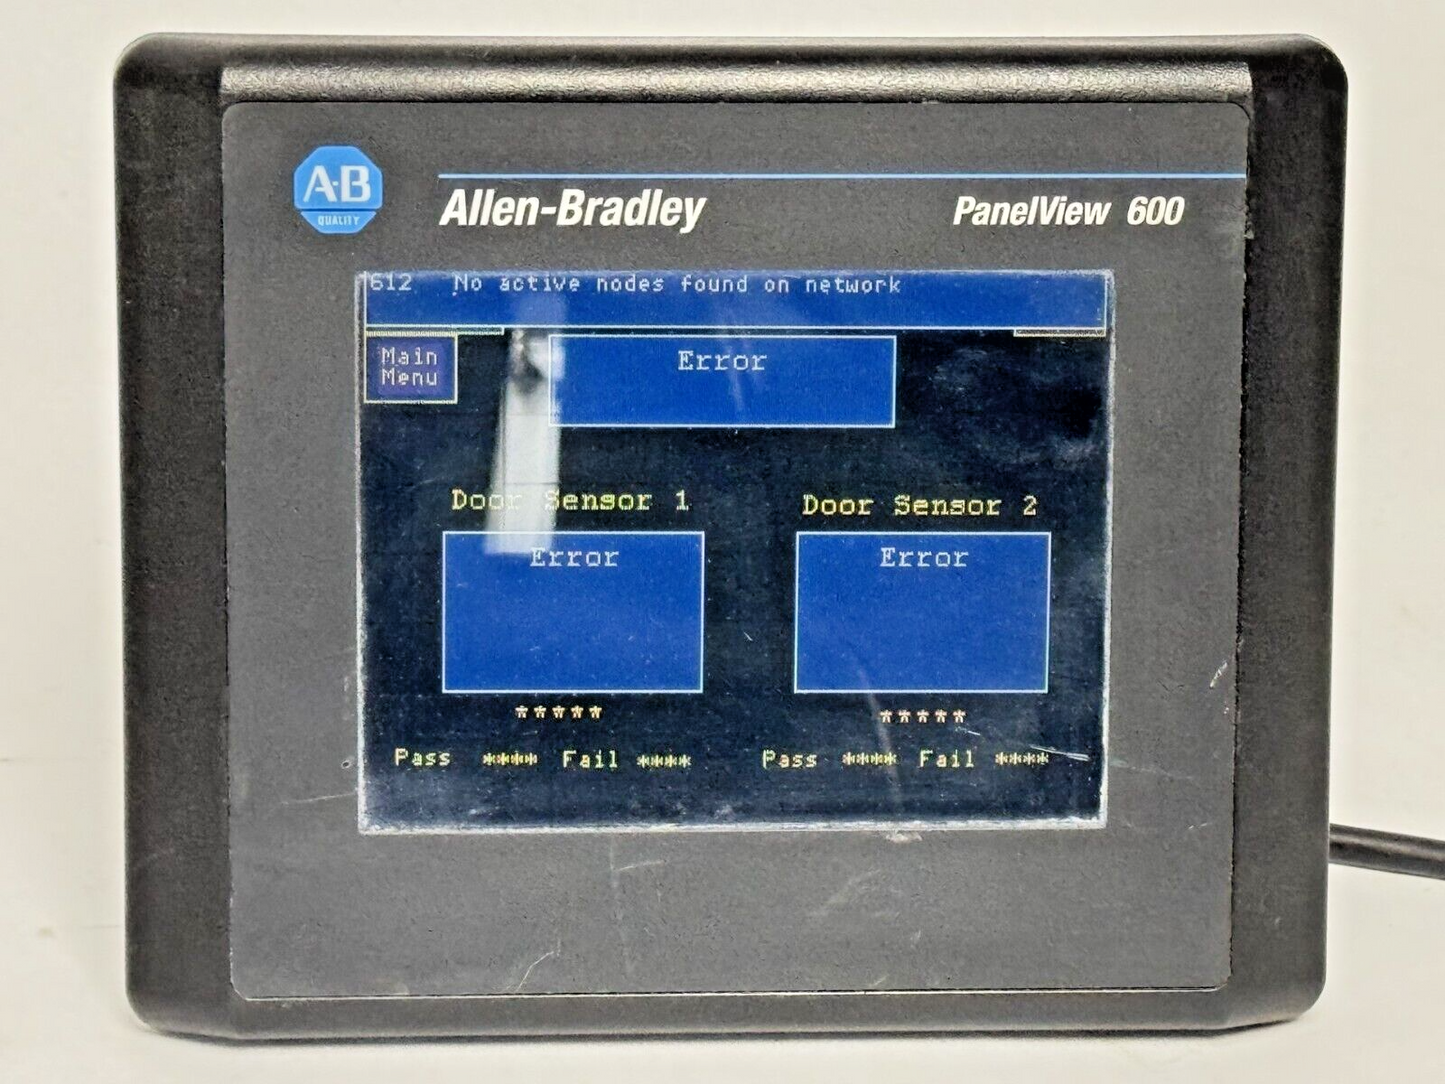 A·B
QUALITY
Allen-Bradley
PanelView 600
612 No active nodes found on network
Main
Menu
Error
Door Sensor 1
Door Sensor 2
Error
Error
*****
*****
Pass **** Fail ****
Pass **** Fail ****